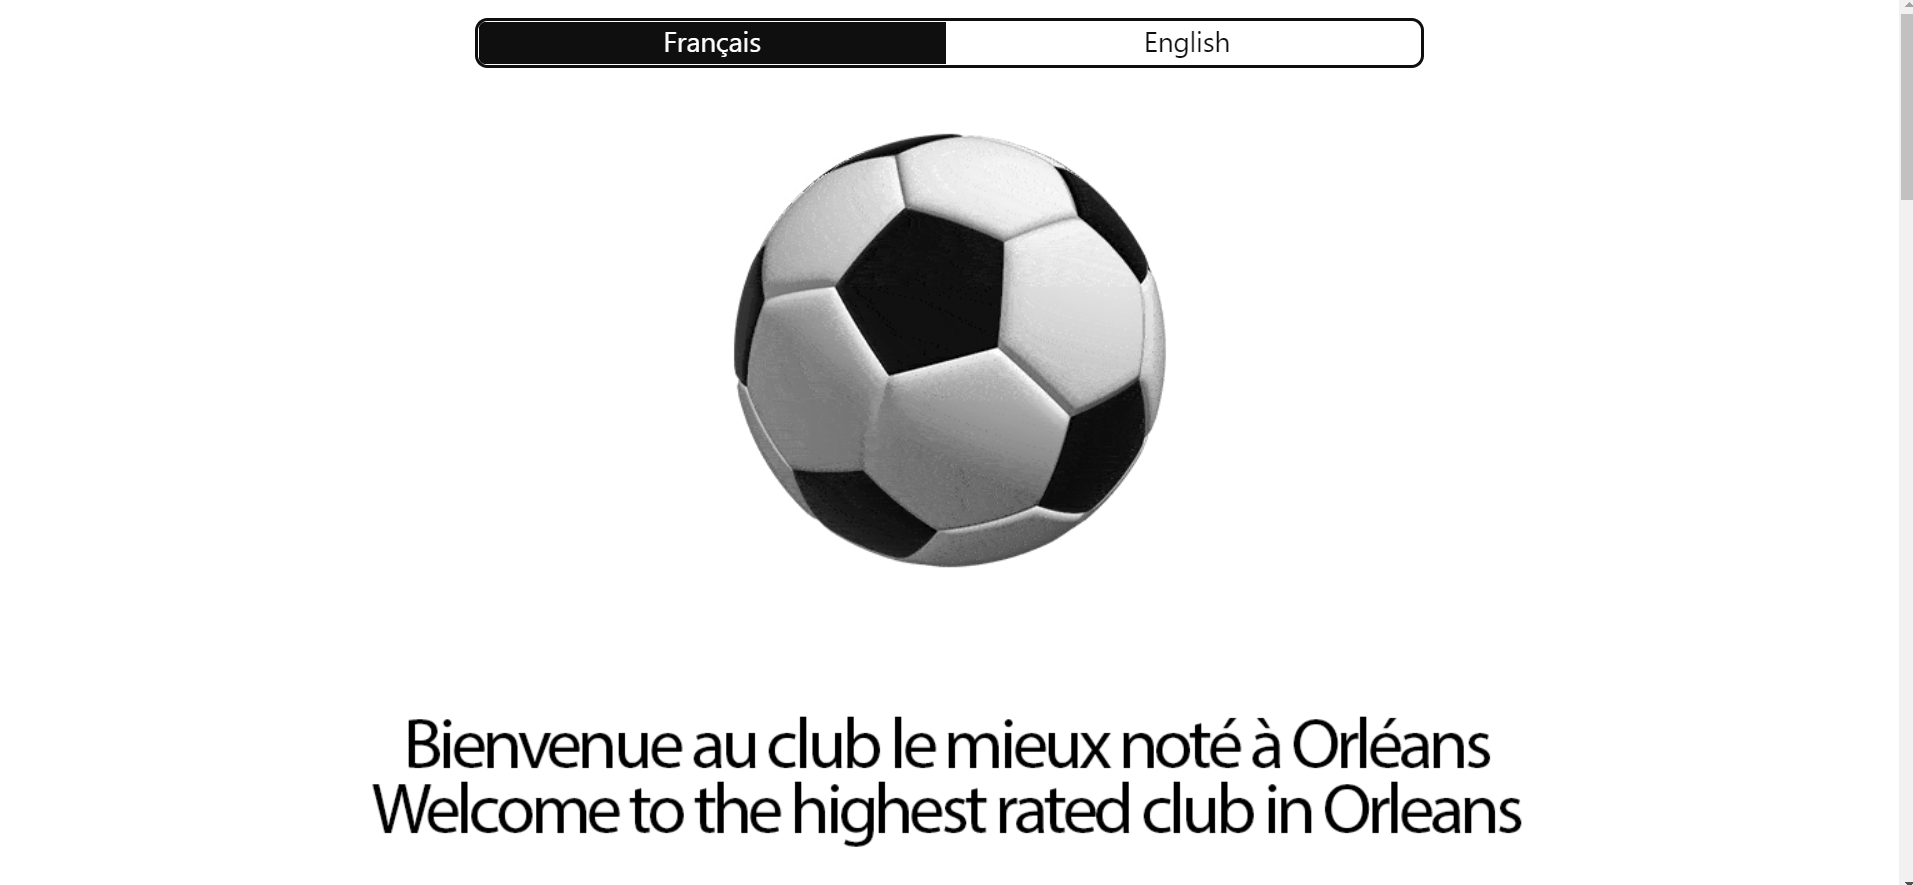 Français
English
Bienvenue au club le mieux noté à Orléans
Welcome to the highest rated club in Orleans